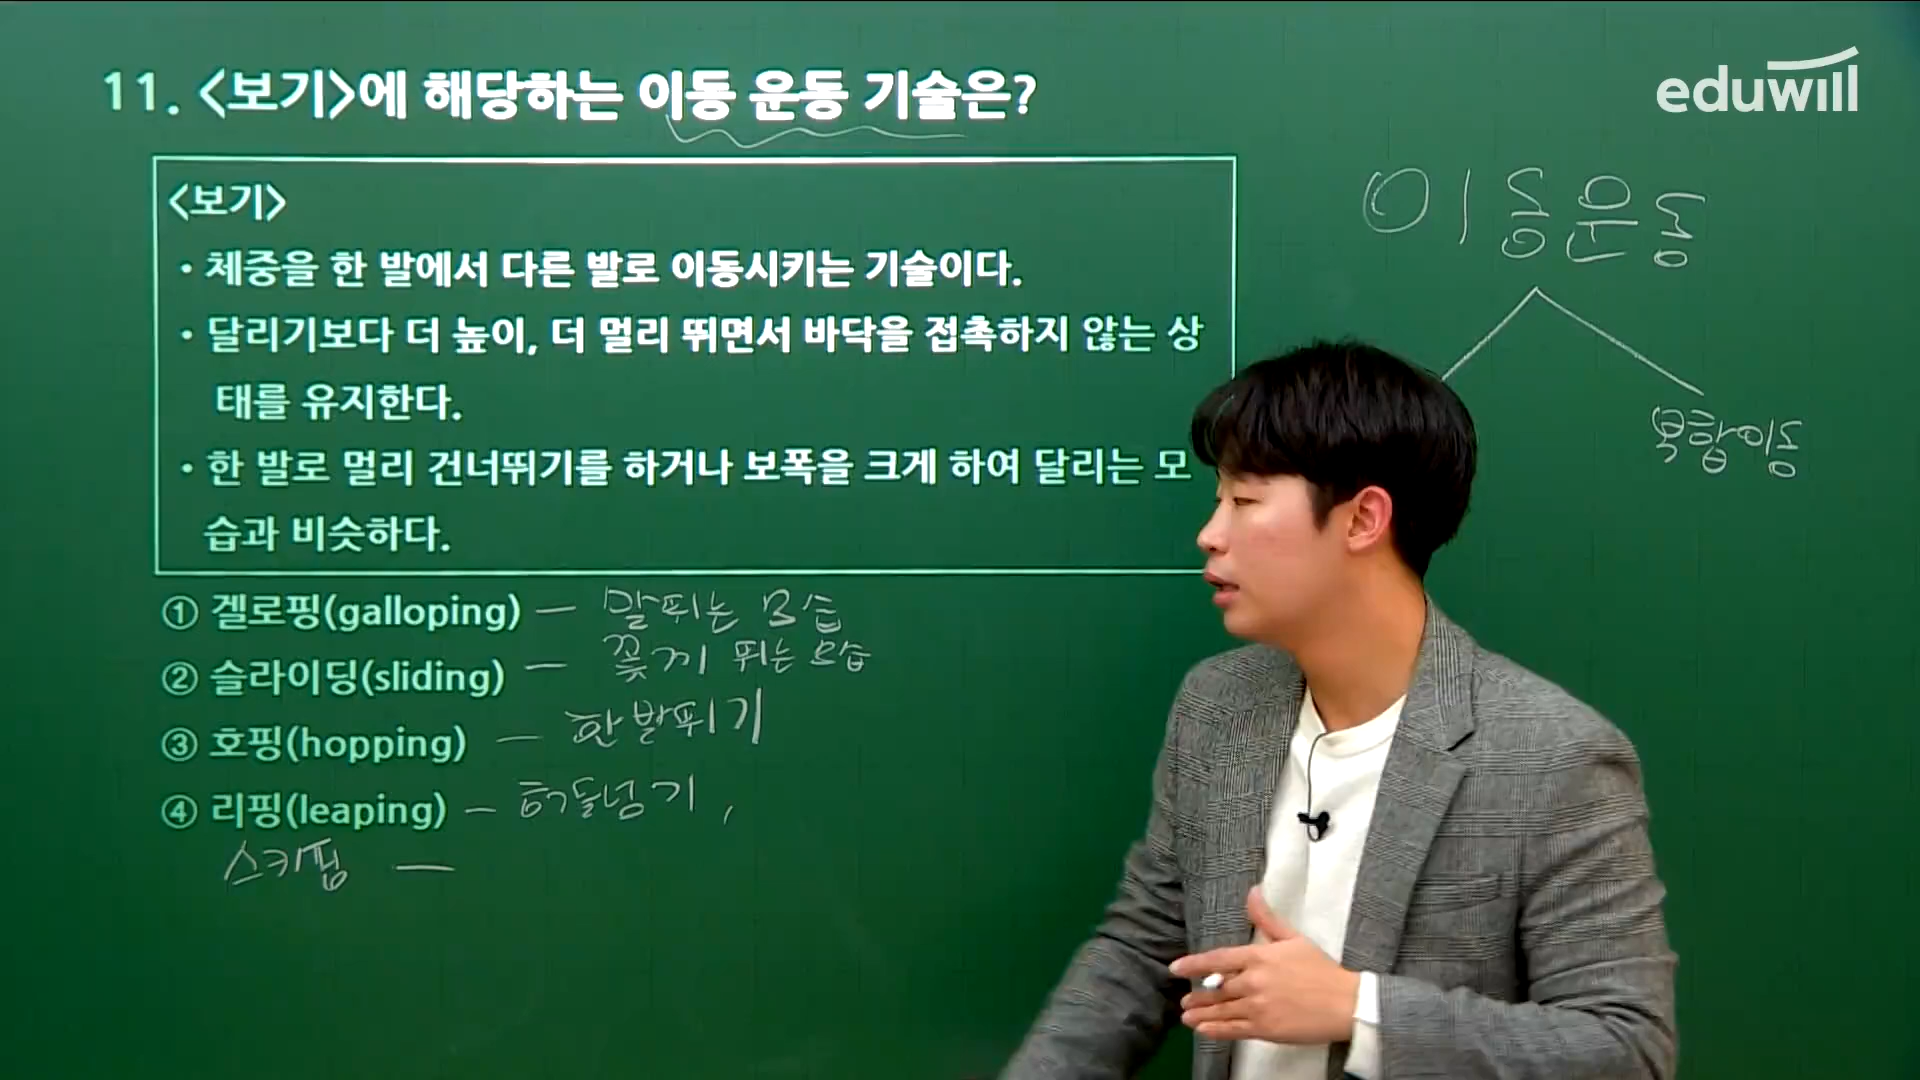 11. <보기>에 해당하는 이동 운동 기술은?
eduwill
<보기>
• 체중을 한 발에서 다른 발로 이동시키는 기술이다.
• 달리기보다 더 높이, 더 멀리 뛰면서 바닥을 접촉하지 않는 상
태를 유지한다.
• 한 발로 멀리 건너뛰기를 하거나 보폭을 크게 하여 달리는 모
습과 비슷하다.
① 겔로핑(galloping) — 말뛰는 모습
② 슬라이딩(sliding) — 꽃게 뛰는 모습
③ 호핑(hopping) — 한발뛰기
④ 리핑(leaping) — 허들넘기,
스키핑 —
이동운동
복합이동